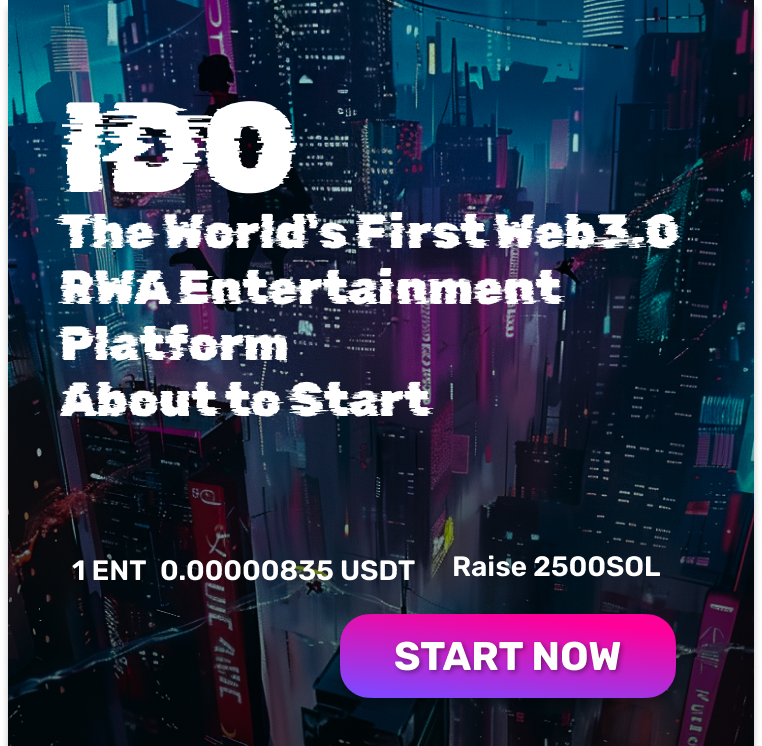 IDO
The World's First Web3.0
RWA Entertainment
Platform
About to Start
1 ENT 0.00000835 USDT Raise 2500SOL
START NOW